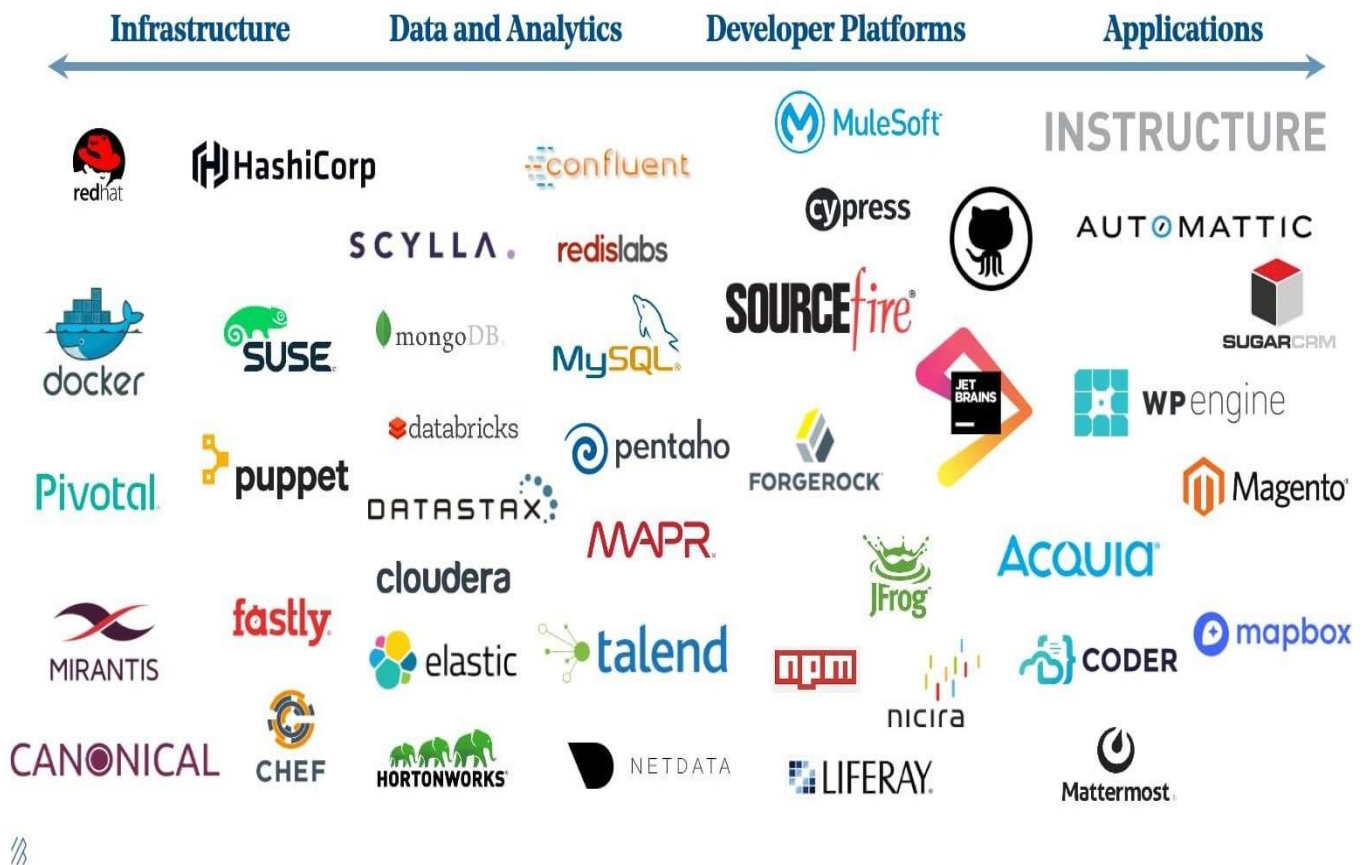 Infrastructure
Data and Analytics
Developer Platforms
Applications
redhat
HashiCorp
confluent
MuleSoft
INSTRUCTURE
SCYLLA.
redislabs
cypress
AUTOMATTIC
docker
SUSE
mongoDB
MySQL
SOURCEfire
SUGARCRM
JET
BRAINS
databricks
pentaho
WPengine
Pivotal
puppet
DATASTAX
MAPR
FORGEROCK
Magento
cloudera
JFrog
ACQUIA
MIRANTIS
fastly
elastic
talend
npm
nicira
CODER
mapbox
CANONICAL
CHEF
HORTONWORKS
NETDATA
LIFERAY
Mattermost